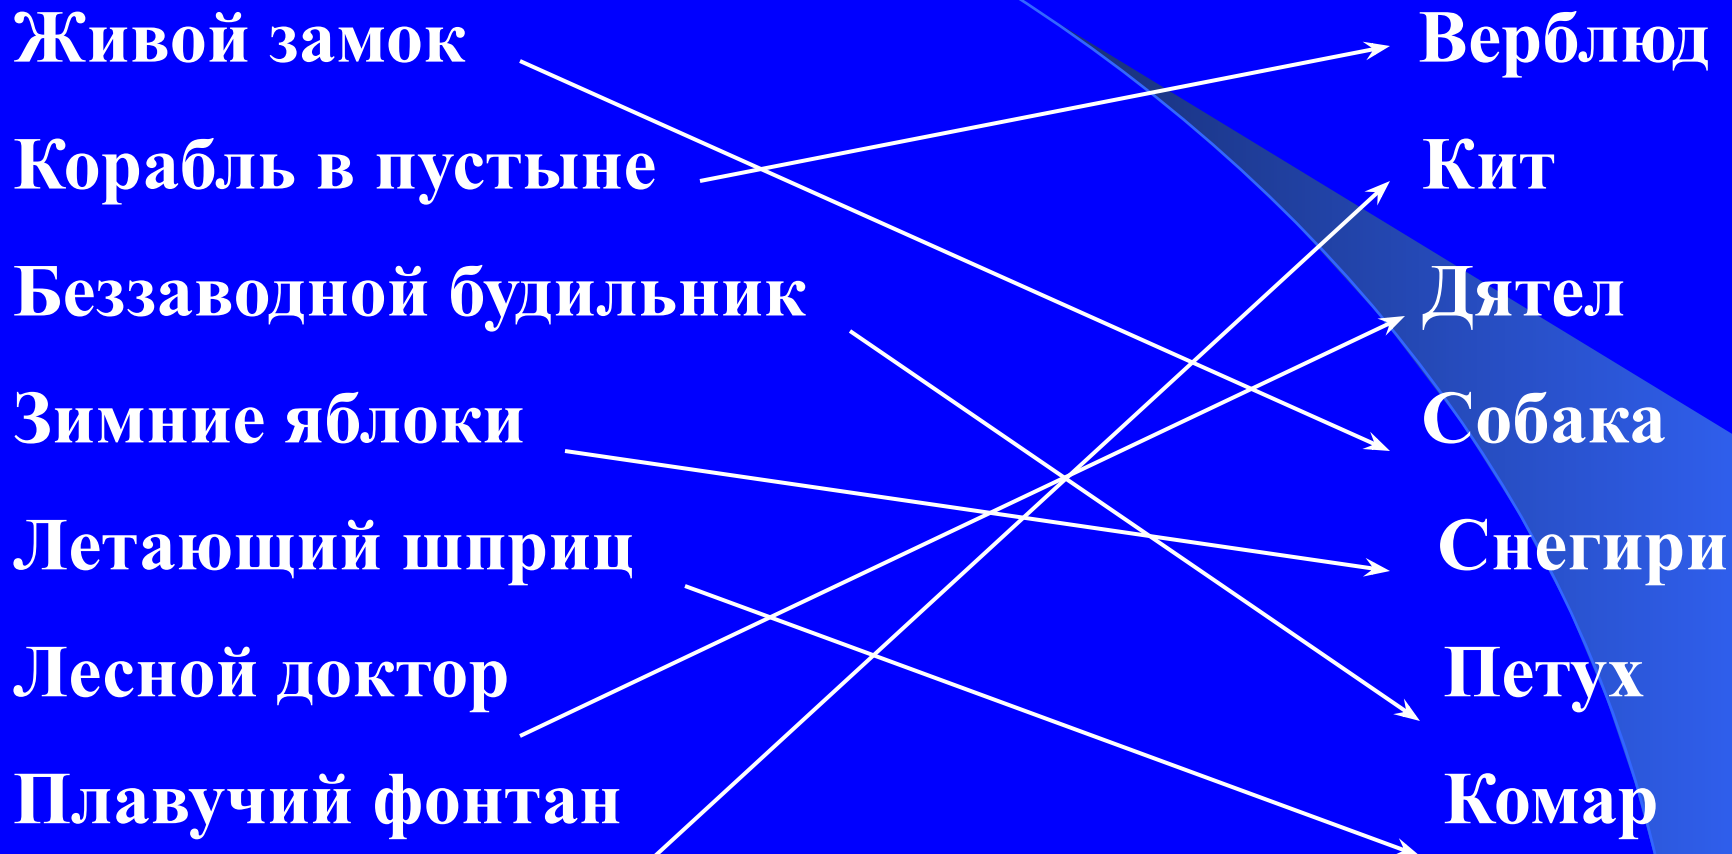 Живой замок
Корабль в пустыне
Беззаводной будильник
Зимние яблоки
Летающий шприц
Лесной доктор
Плавучий фонтан
Верблюд
Кит
Дятел
Собака
Снегири
Петух
Комар